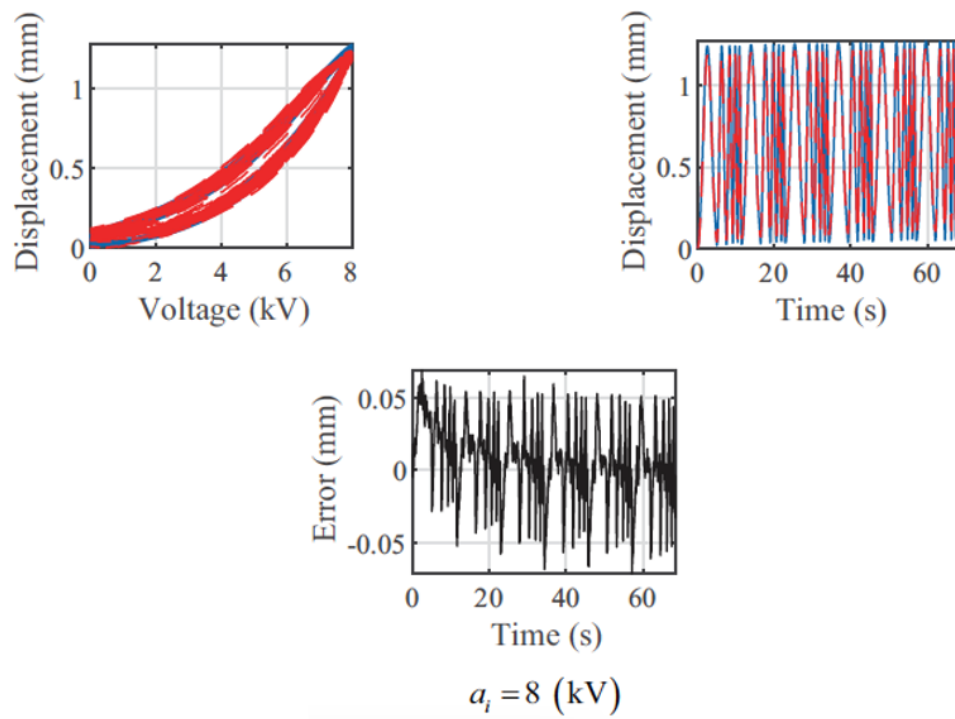 Displacement (mm)
1
0.5
0
0 2 4 6 8
Voltage (kV)
Displacement (mm)
1
0.5
0
0 20 40 60
Time (s)
Error (mm)
0.05
0
-0.05
0 20 40 60
Time (s)
a_i = 8 (kV)